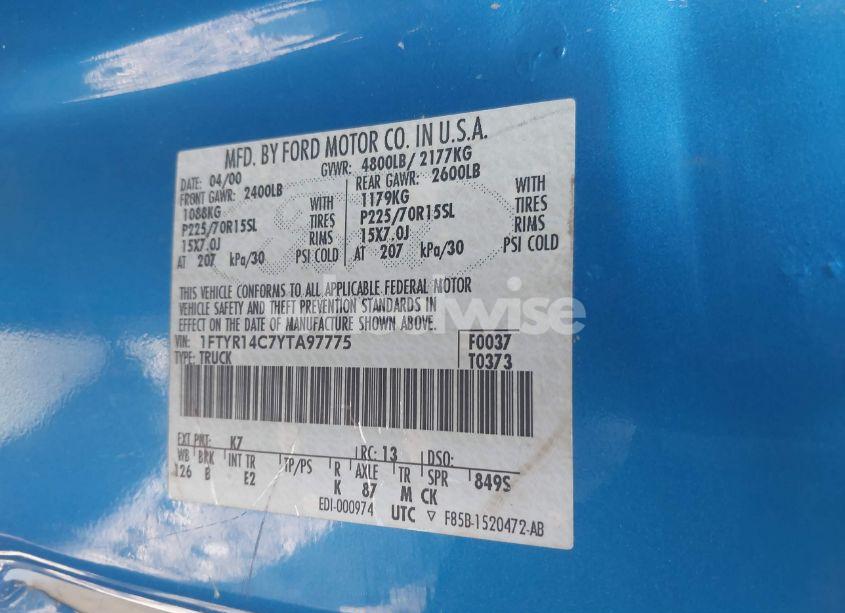 MFD. BY FORD MOTOR CO. IN U.S.A.
DATE: 04/00 GVWR: 4800LB/ 2177KG
FRONT GAWR: 2400LB REAR GAWR: 2600LB
1088KG WITH 1179KG WITH
P225/70R15SL TIRES P225/70R15SL TIRES
15X7.0J RIMS 15X7.0J RIMS
AT 207 kPa/30 PSI COLD AT 207 kPa/30 PSI COLD
THIS VEHICLE CONFORMS TO ALL APPLICABLE FEDERAL MOTOR
VEHICLE SAFETY AND THEFT PREVENTION STANDARDS IN
EFFECT ON THE DATE OF MANUFACTURE SHOWN ABOVE.
VIN: 1FTYR14C7YTA97775 F0037
TYPE: TRUCK T0373
EXT PNT: K7 RC: 13 DSO:
WB BRK INT TR TP/PS R AXLE TR SPR 849S
126 B E2 K 87 M CK
EDI-000974 UTC ▽ F85B-1520472-AB